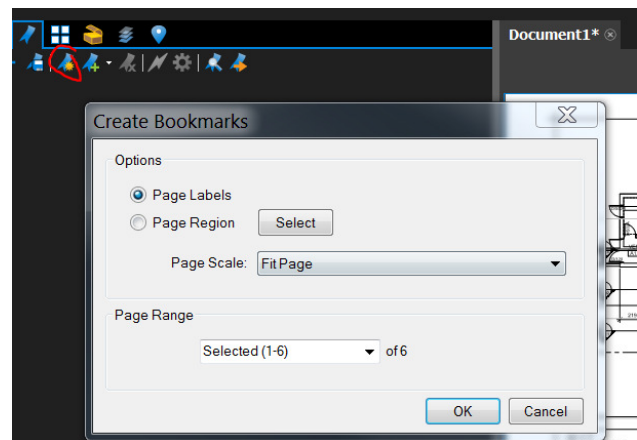 Document1*
Create Bookmarks
Options
Page Labels
Page Region
Select
Page Scale:
Fit Page
Page Range
Selected (1-6)
of 6
OK
Cancel